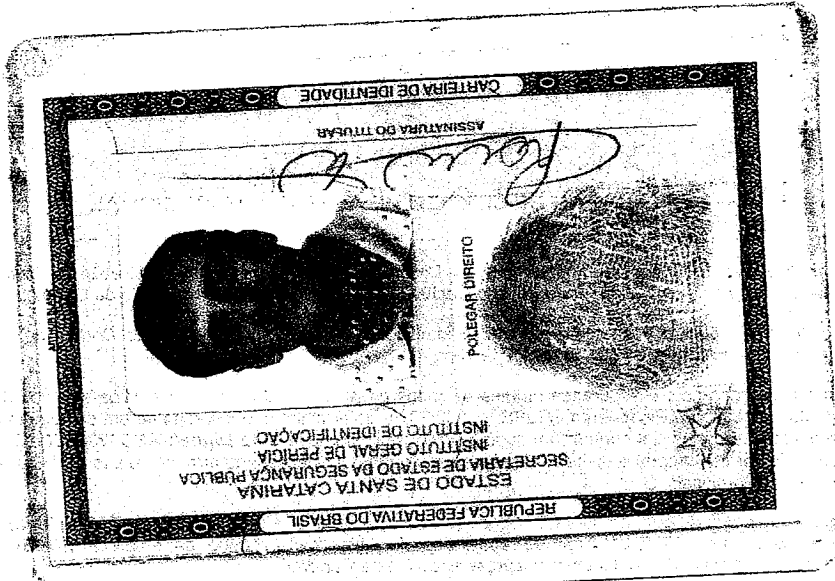 REPÚBLICA FEDERATIVA DO BRASIL
ESTADO DE SANTA CATARINA
SECRETARIA DE ESTADO DA SEGURANÇA PÚBLICA
INSTITUTO GERAL DE PERÍCIA
INSTITUTO DE IDENTIFICAÇÃO
POLEGAR DIREITO
ASSINATURA DO TITULAR
CARTEIRA DE IDENTIDADE